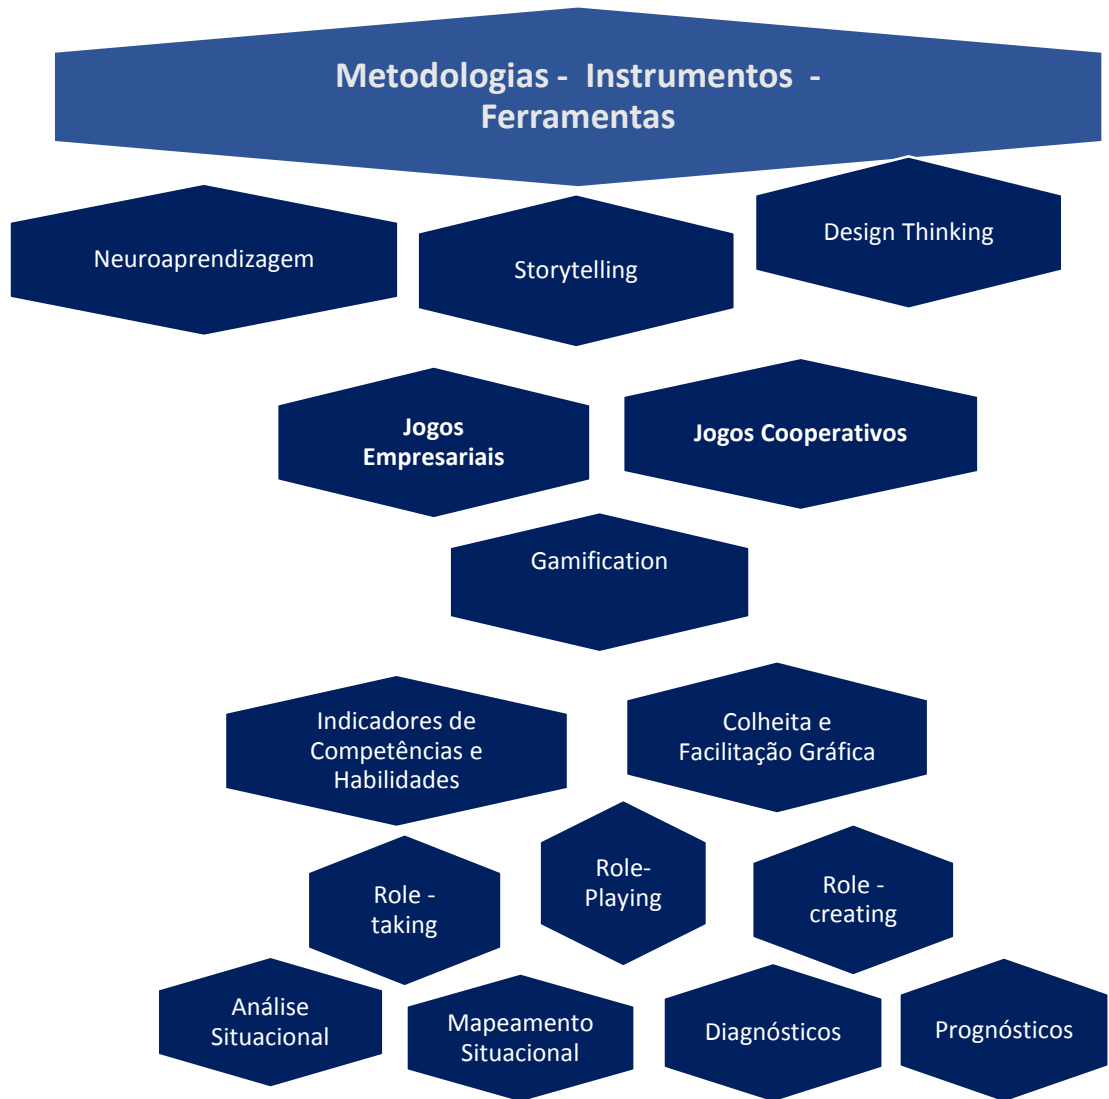 Metodologias - Instrumentos -
Ferramentas
Neuroaprendizagem
Storytelling
Design Thinking
Jogos
Empresariais
Jogos Cooperativos
Gamification
Indicadores de
Competências e
Habilidades
Colheita e
Facilitação Gráfica
Role -
taking
Role-
Playing
Role -
creating
Análise
Situacional
Mapeamento
Situacional
Diagnósticos
Prognósticos